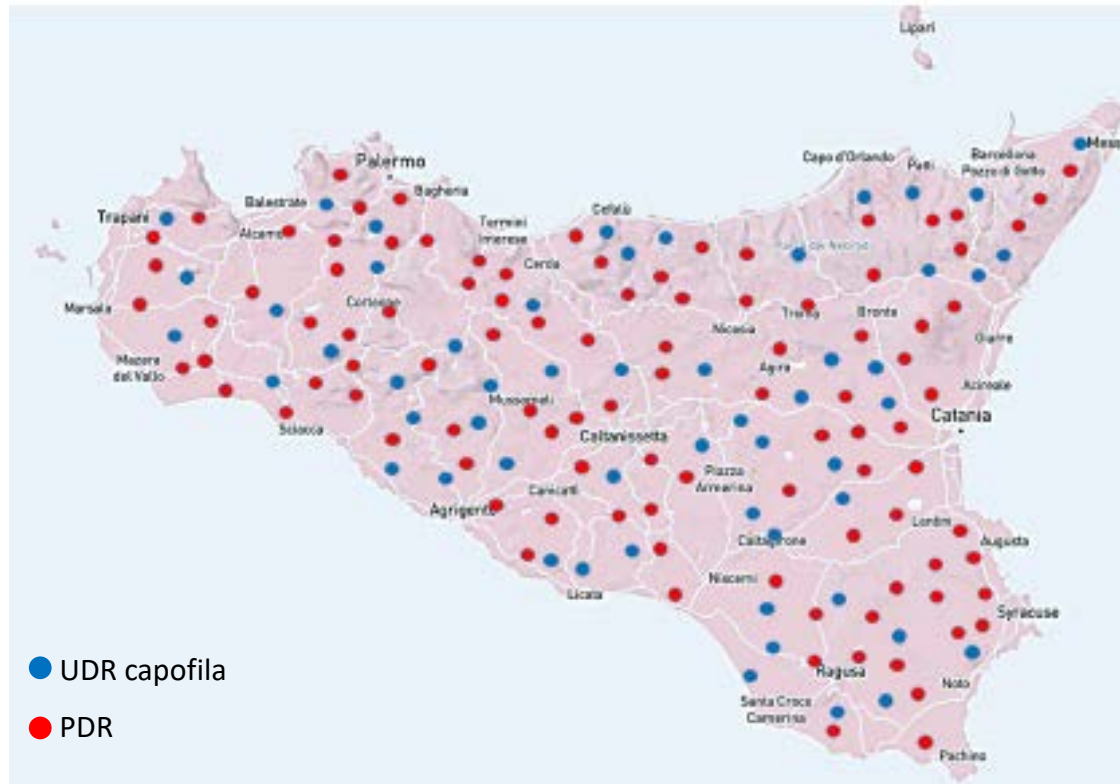 Lipari
Mess
Capo d'Orlando
Patti
Barcellona
Pozzo di Gotto
Palermo
Bagheria
Balestrate
Trapani
Alcamo
Termini
Imerese
Cefalù
Cerda
Marsala
Corleone
Nicosia
Troina
Bronte
Giarre
Mazara
del Vallo
Agira
Acireale
Mussomeli
Catania
Sciacca
Caltanissetta
Piazza
Armerina
Canicattì
Agrigento
Lentini
Caltagirone
Augusta
Niscemi
Licata
Syracuse
UDR capofila
Ragusa
Noto
Santa Croce
Camerina
PDR
Pachino